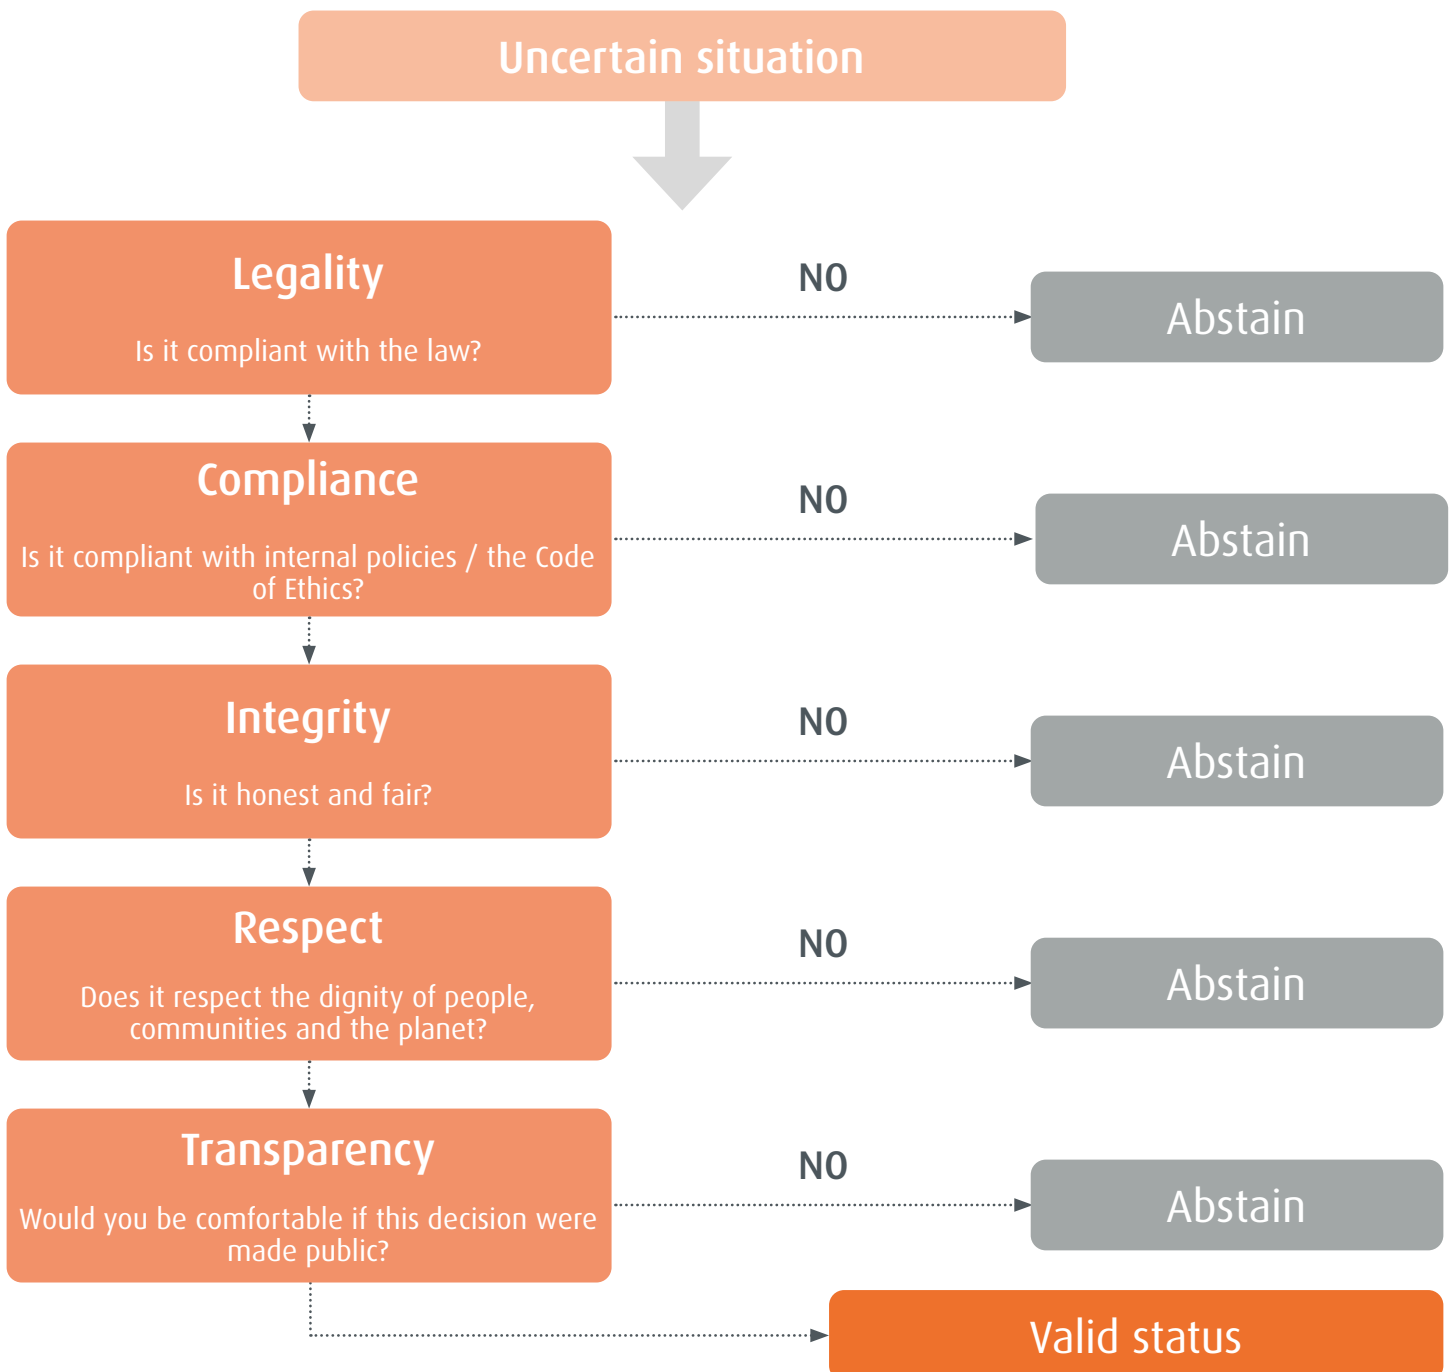 Uncertain situation
Legality
Is it compliant with the law?
NO
Abstain
Compliance
Is it compliant with internal policies / the Code
of Ethics?
NO
Abstain
Integrity
Is it honest and fair?
NO
Abstain
Respect
Does it respect the dignity of people,
communities and the planet?
NO
Abstain
Transparency
Would you be comfortable if this decision were
made public?
NO
Abstain
Valid status